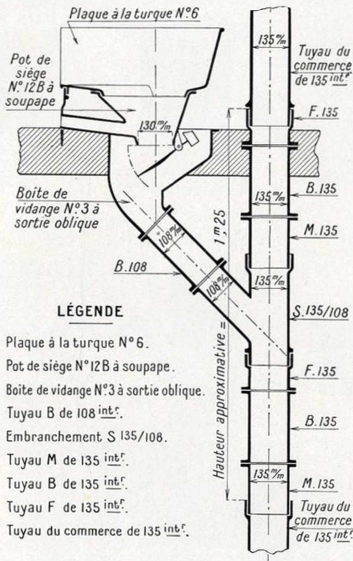 Plaque à la turque N°6
Pot de
siège
N°12B à
soupape
130 m/m
Boite de
vidange N°3 à
sortie oblique
108 m/m
B.108
108 m/m
135 m/m
Tuyau du
commerce
de 135 intr.
F.135
1m25
Hauteur approximative =
B.135
135 m/m
M.135
135 m/m
S.135/108
F.135
B.135
135 m/m
M.135
Tuyau du
commerce
de 135 intr.
LÉGENDE
Plaque à la turque N°6.
Pot de siège N°12B à soupape.
Boite de vidange N°3 à sortie oblique.
Tuyau B de 108 intr.
Embranchement S 135/108.
Tuyau M de 135 intr.
Tuyau B de 135 intr.
Tuyau F de 135 intr.
Tuyau du commerce de 135 intr.